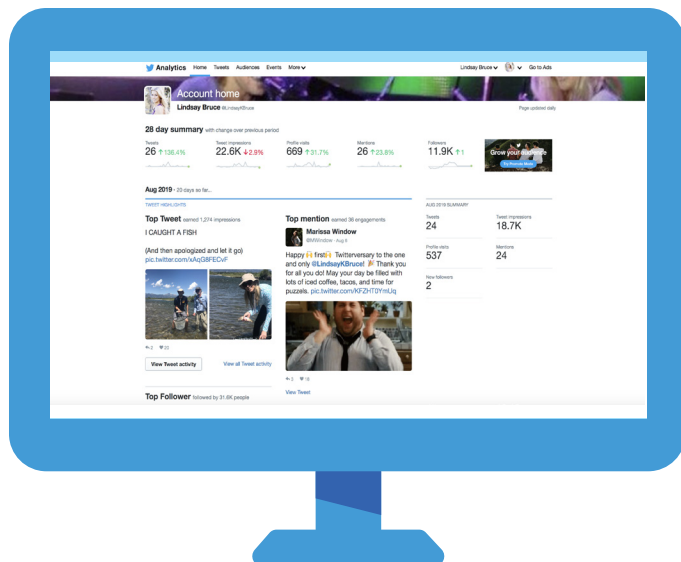 Analytics Home Tweets Audiences Events More Lindsay Bruce Go to Ads
Account home
Lindsay Bruce @LindsayKBruce Page updated daily
28 day summary with change over previous period
Tweets Tweet impressions Profile visits Mentions Followers
26 ↑136.4% 22.6K ↓2.9% 669 ↑31.7% 26 ↑23.8% 11.9K ↑1
Grow your audience
Aug 2019 • 20 days so far...
TWEET HIGHLIGHTS
Top Tweet earned 1,274 impressions
I CAUGHT A FISH
(And then apologized and let it go)
pic.twitter.com/xAqG8FECvF
2 22
View Tweet activity View all Tweet activity
Top Follower followed by 31.6K people
Top mention earned 36 engagements
Marissa Window
@MWindow · Aug 9
Happy 🙌 first🙌 Twitterversary to the one
and only @LindsayKBruce! 🎉 Thank you
for all you do! May your day be filled with
lots of iced coffee, tacos, and time for
puzzels. pic.twitter.com/KFZHT0YmUq
2 18
View Tweet
AUG 2019 SUMMARY
Tweets Tweet impressions
24 18.7K
Profile visits Mentions
537 24
New followers
2